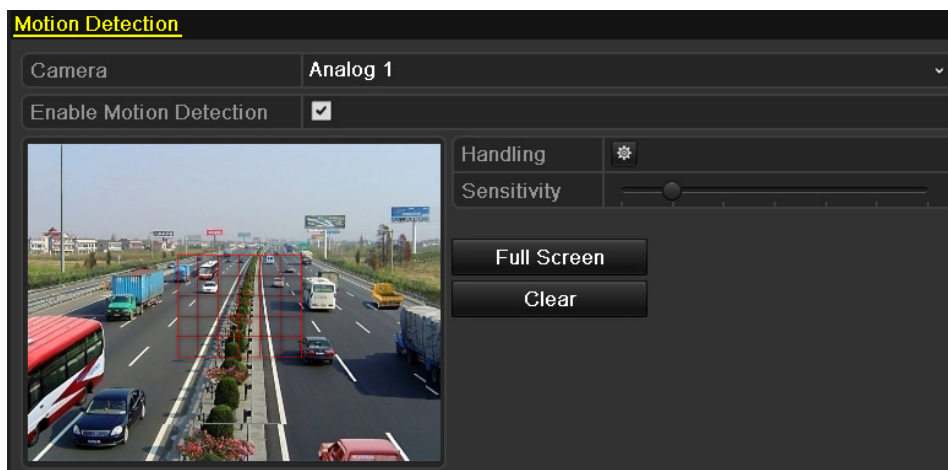 Motion Detection
Camera
Analog 1
Enable Motion Detection
Handling
Sensitivity
Full Screen
Clear